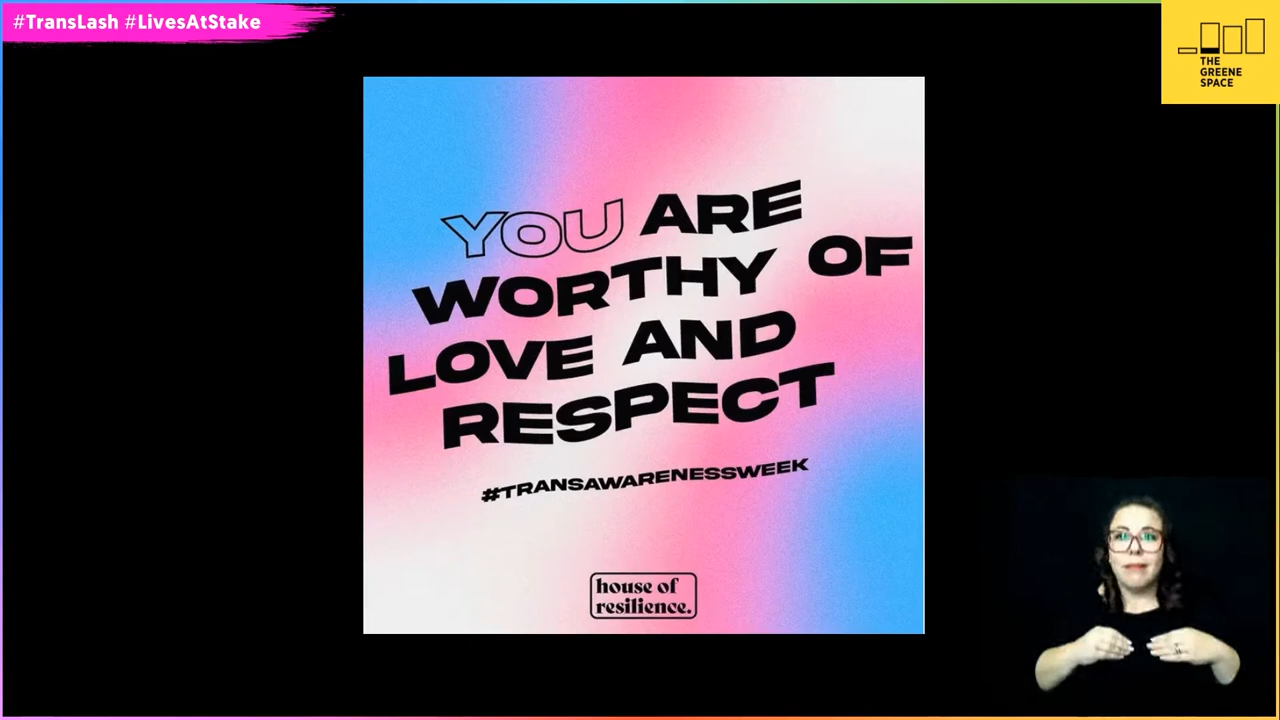 #TransLash #LivesAtStake
THE
GREENE
SPACE
YOU ARE
WORTHY OF
LOVE AND
RESPECT
#TRANSAWARENESSWEEK
house of
resilience.